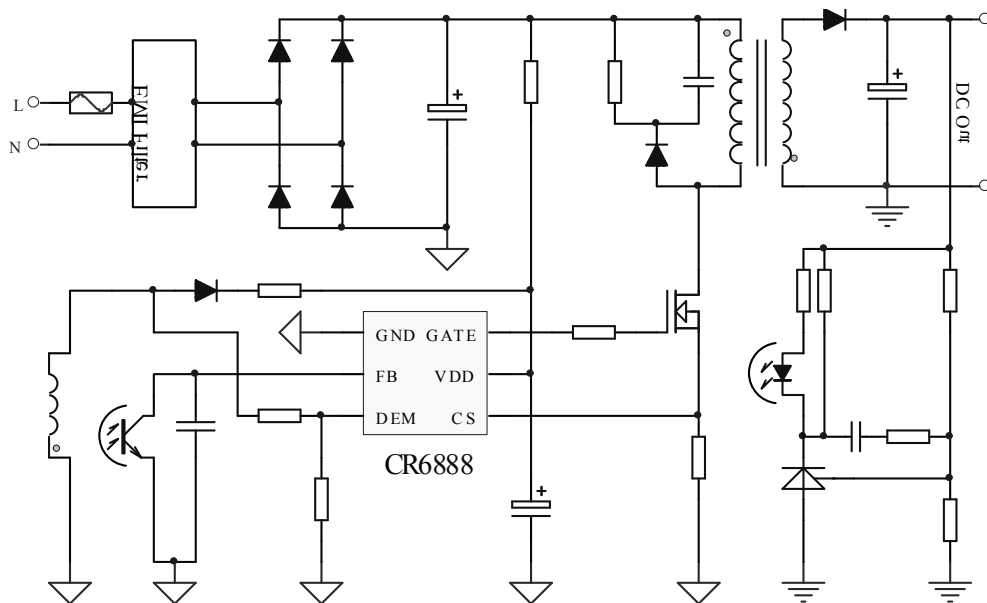 L
N
EMI Filter
+
+
DC Out
GND GATE
FB VDD
DEM CS
CR6888
+